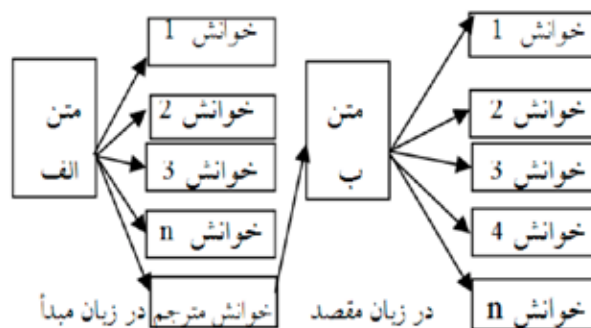 متن
الف
خوانش 1
خوانش 2
خوانش 3
خوانش n
خوانش مترجم در زبان مبدأ
متن
ب
خوانش 1
خوانش 2
خوانش 3
خوانش 4
خوانش n
در زبان مقصد